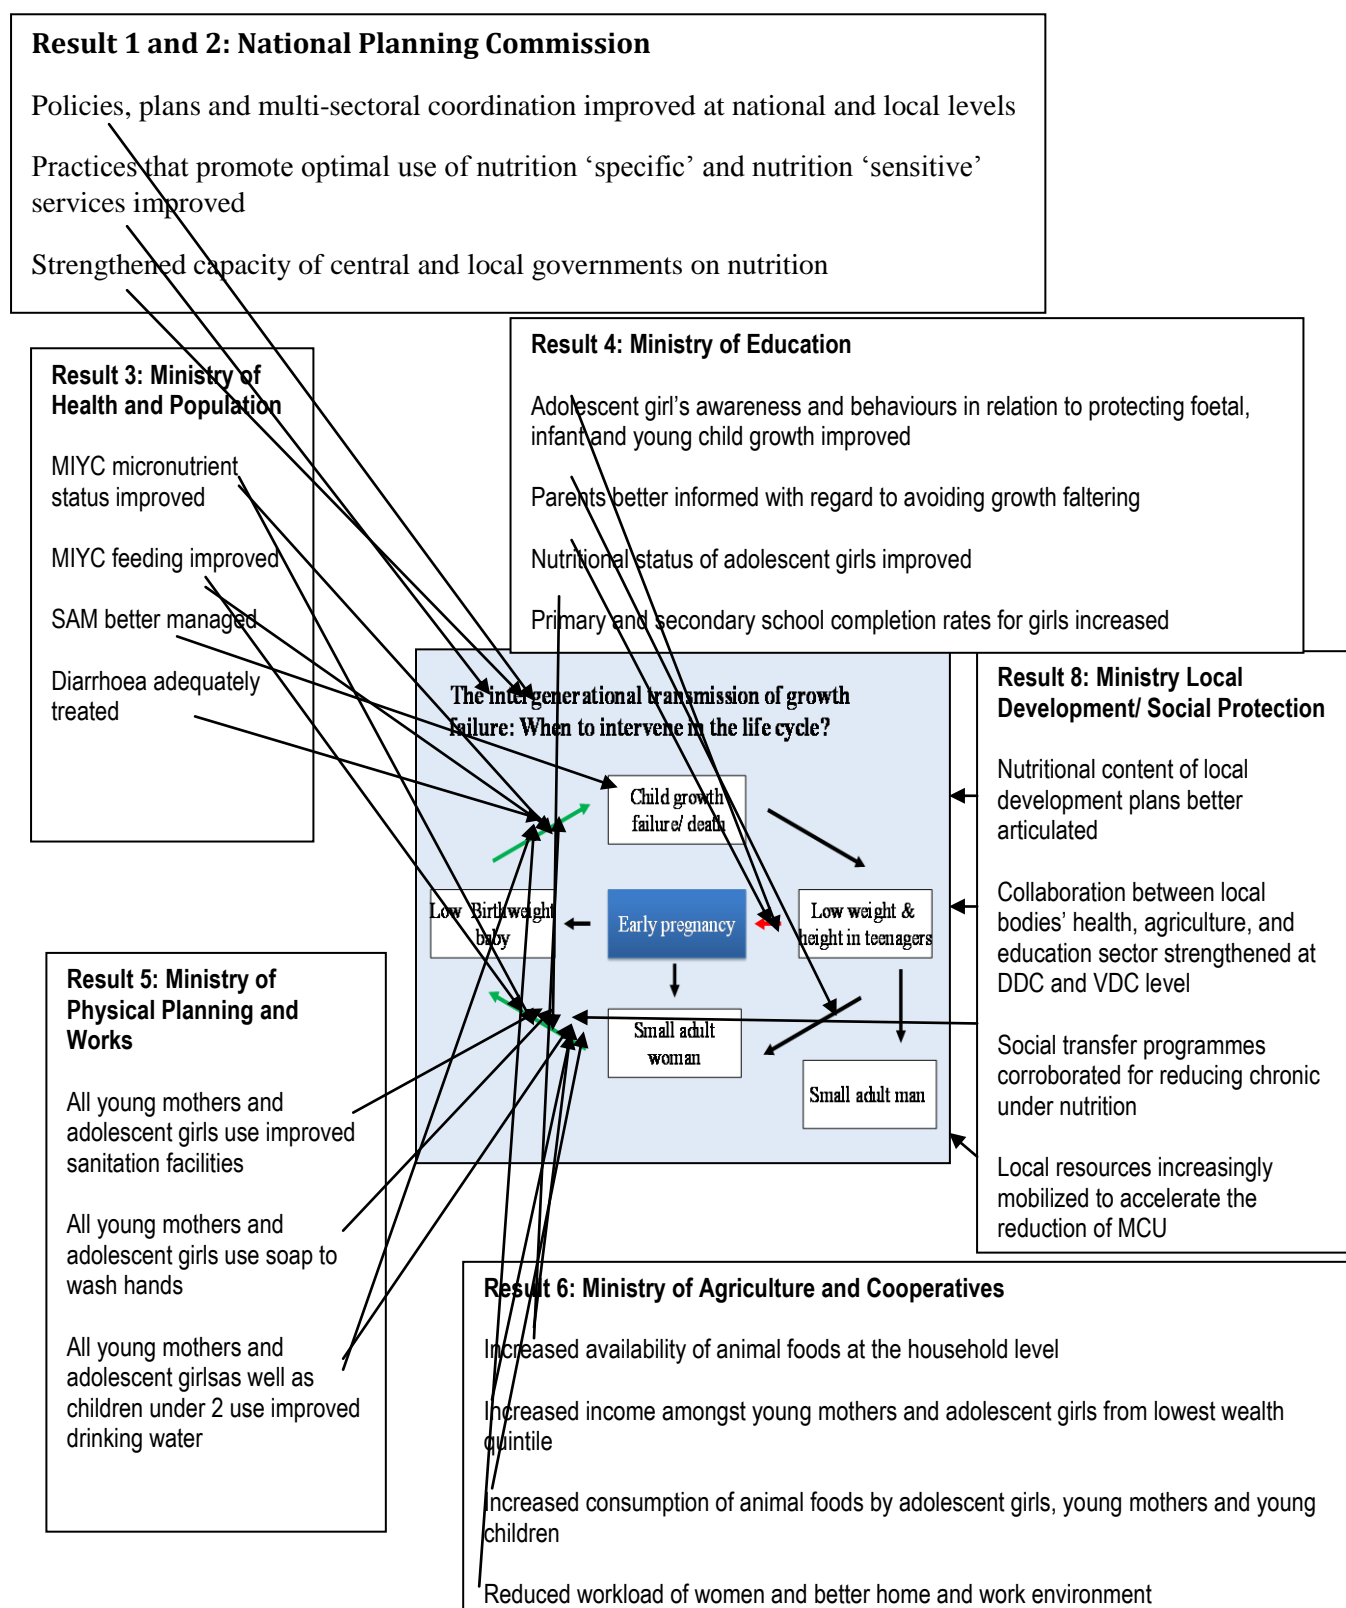 Result 1 and 2: National Planning Commission
Policies, plans and multi-sectoral coordination improved at national and local levels
Practices that promote optimal use of nutrition ‘specific’ and nutrition ‘sensitive’
services improved
Strengthened capacity of central and local governments on nutrition
Result 3: Ministry of
Health and Population
MIYC micronutrient
status improved
MIYC feeding improved
SAM better managed
Diarrhoea adequately
treated
Result 4: Ministry of Education
Adolescent girl’s awareness and behaviours in relation to protecting foetal,
infant and young child growth improved
Parents better informed with regard to avoiding growth faltering
Nutritional status of adolescent girls improved
Primary and secondary school completion rates for girls increased
The intergenerational transmission of growth
failure: When to intervene in the life cycle?
Child growth
failure/ death
Low Birthweight
baby
Early pregnancy
Low weight &
height in teenagers
Small adult
woman
Small adult man
Result 8: Ministry Local
Development/ Social Protection
Nutritional content of local
development plans better
articulated
Collaboration between local
bodies’ health, agriculture, and
education sector strengthened at
DDC and VDC level
Social transfer programmes
corroborated for reducing chronic
under nutrition
Local resources increasingly
mobilized to accelerate the
reduction of MCU
Result 5: Ministry of
Physical Planning and
Works
All young mothers and
adolescent girls use improved
sanitation facilities
All young mothers and
adolescent girls use soap to
wash hands
All young mothers and
adolescent girlsas well as
children under 2 use improved
drinking water
Result 6: Ministry of Agriculture and Cooperatives
Increased availability of animal foods at the household level
Increased income amongst young mothers and adolescent girls from lowest wealth
quintile
Increased consumption of animal foods by adolescent girls, young mothers and young
children
Reduced workload of women and better home and work environment